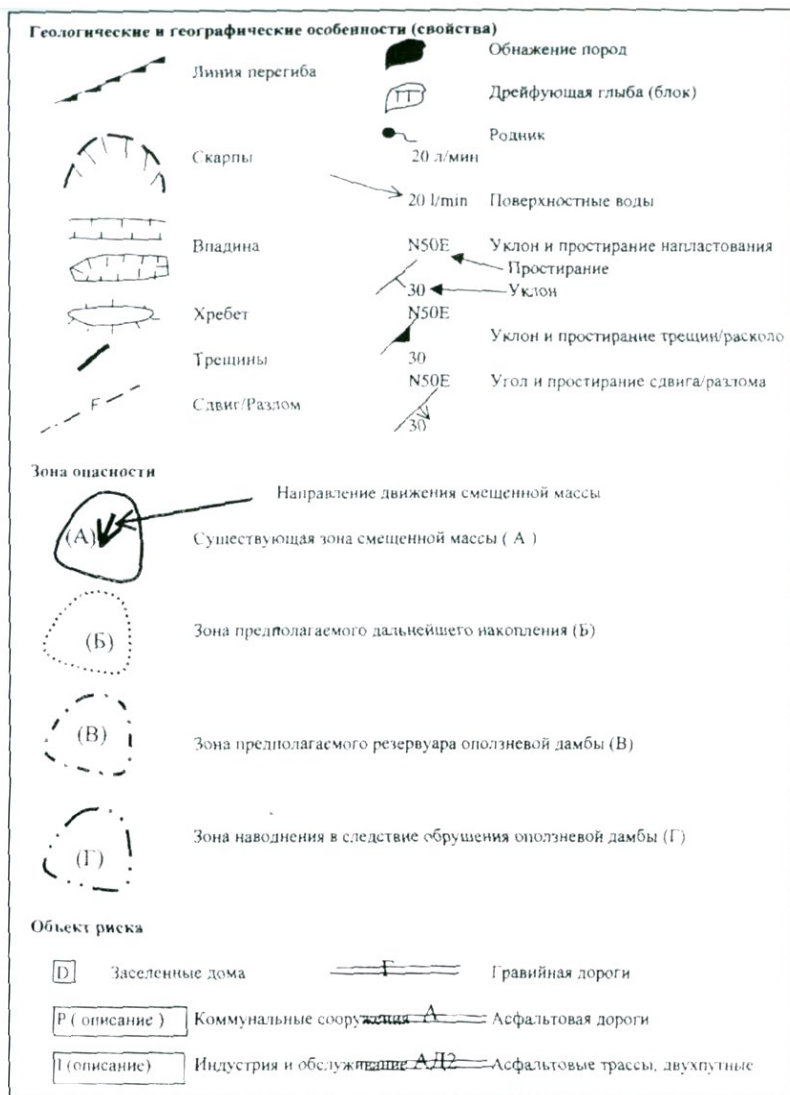 Геологические и географические особенности (свойства)
Линия перегиба
Обнажение пород
Дрейфующая глыба (блок)
Родник
20 л/мин
Скарпы
20 l/min Поверхностные воды
Впадина
N50E Уклон и простирание напластования
Простирание
30 Уклон
Хребет
N50E
Уклон и простирание трещин/расколо
30
Трещины
N50E Угол и простирание сдвига/разлома
F Сдвиг/Разлом
30
Зона опасности
Направление движения смещенной массы
(А) Существующая зона смещенной массы ( А )
(Б) Зона предполагаемого дальнейшего накопления (Б)
(В) Зона предполагаемого резервуара оползневой дамбы (В)
(Г) Зона наводнения в следствие обрушения оползневой дамбы (Г)
Объект риска
D Заселенные дома Г Гравийная дороги
P ( описание ) Коммунальные сооружения А Асфальтовая дороги
I (описание) Индустрия и обслуживание АД2 Асфальтовые трассы, двухпутные